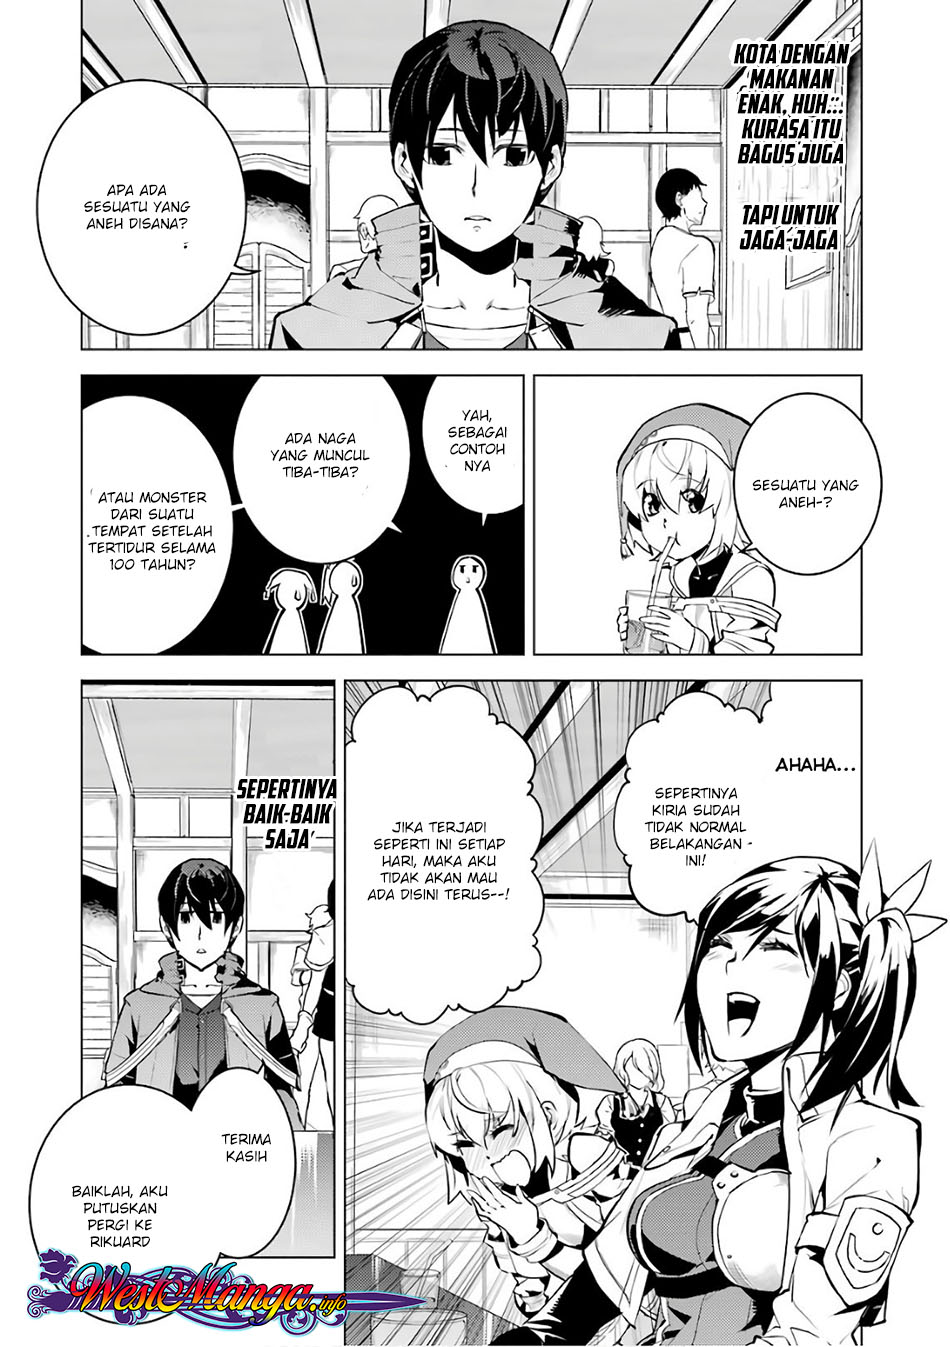 KOTA DENGAN
MAKANAN
ENAK, HUH...
KURASA ITU
BAGUS JUGA
TAPI UNTUK
JAGA-JAGA
APA ADA
SESUATU YANG
ANEH DISANA?
SESUATU YANG
ANEH-?
YAH,
SEBAGAI
CONTOH
NYA
ADA NAGA
YANG MUNCUL
TIBA-TIBA?
ATAU MONSTER
DARI SUATU
TEMPAT SETELAH
TERTIDUR SELAMA
100 TAHUN?
AHAHA...
SEPERTINYA
KIRIA SUDAH
TIDAK NORMAL
BELAKANGAN -
INI!
JIKA TERJADI
SEPERTI INI SETIAP
HARI, MAKA AKU
TIDAK AKAN MAU
ADA DISINI TERUS--!
SEPERTINYA
BAIK-BAIK
SAJA
TERIMA
KASIH
BAIKLAH, AKU
PUTUSKAN
PERGI KE
RIKUARD
WestManga.info